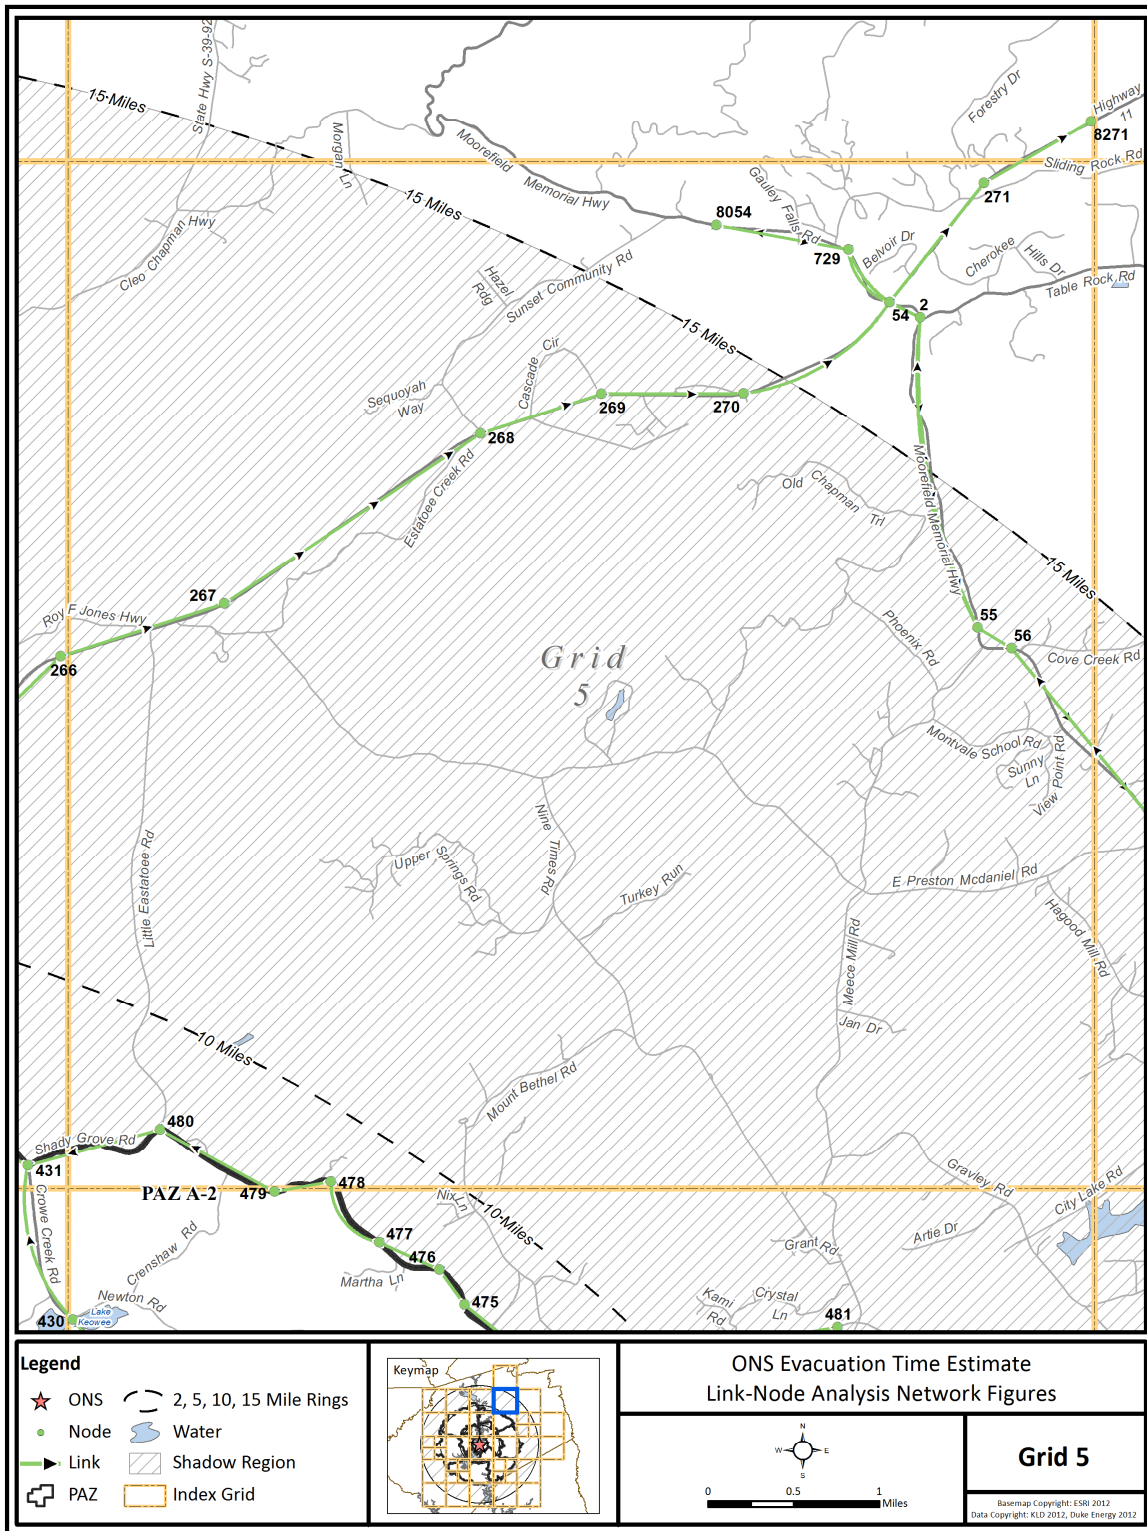 State Hwy S-39-92
15 Miles
Forestry Dr
Highway 11
8271
Morgan Ln
Moorefield Memorial Hwy
Sliding Rock Rd
271
Gauley Falls Rd
15 Miles
8054
Cleo Chapman Hwy
729
Belvoir Dr
Cherokee Hills Dr
Table Rock Rd
Hazel Rdg
Sunset Community Rd
54
2
15 Miles
Cascade Cir
Sequoyah Way
269
270
268
Estatoee Creek Rd
Old Chapman Trl
Moorefield Memorial Hwy
15 Miles
267
Roy F Jones Hwy
266
Phoenix Rd
55
56
Cove Creek Rd
Grid
5
Montvale School Rd
Sunny Ln
View Point Rd
Nine Times Rd
Little Eastatoee Rd
Upper Springs Rd
Turkey Run
E Preston Mcdaniel Rd
Hagood Mill Rd
Meece Mill Rd
Jan Dr
10 Miles
Mount Bethel Rd
480
Shady Grove Rd
431
PAZ A-2
479
478
Nix Ln
10 Miles
Gravley Rd
City Lake Rd
Crowe Creek Rd
Crenshaw Rd
477
476
Martha Ln
Grant Rd
Artie Dr
Newton Rd
475
Kami Rd
Crystal Ln
481
430
Lake
Keowee
Legend
ONS
2, 5, 10, 15 Mile Rings
Node
Water
Link
Shadow Region
PAZ
Index Grid
Keymap
ONS Evacuation Time Estimate
Link-Node Analysis Network Figures
N
W E
S
0 0.5 1
Miles
Grid 5
Basemap Copyright: ESRI 2012
Data Copyright: KLD 2012, Duke Energy 2012